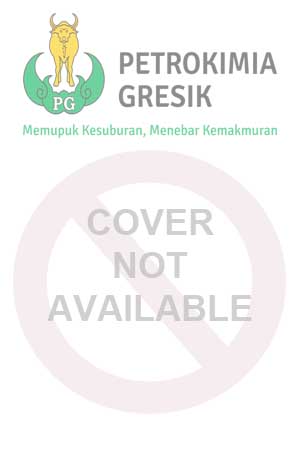 PG
PETROKIMIA
GRESIK
Memupuk Kesuburan, Menebar Kemakmuran
COVER
NOT
AVAILABLE